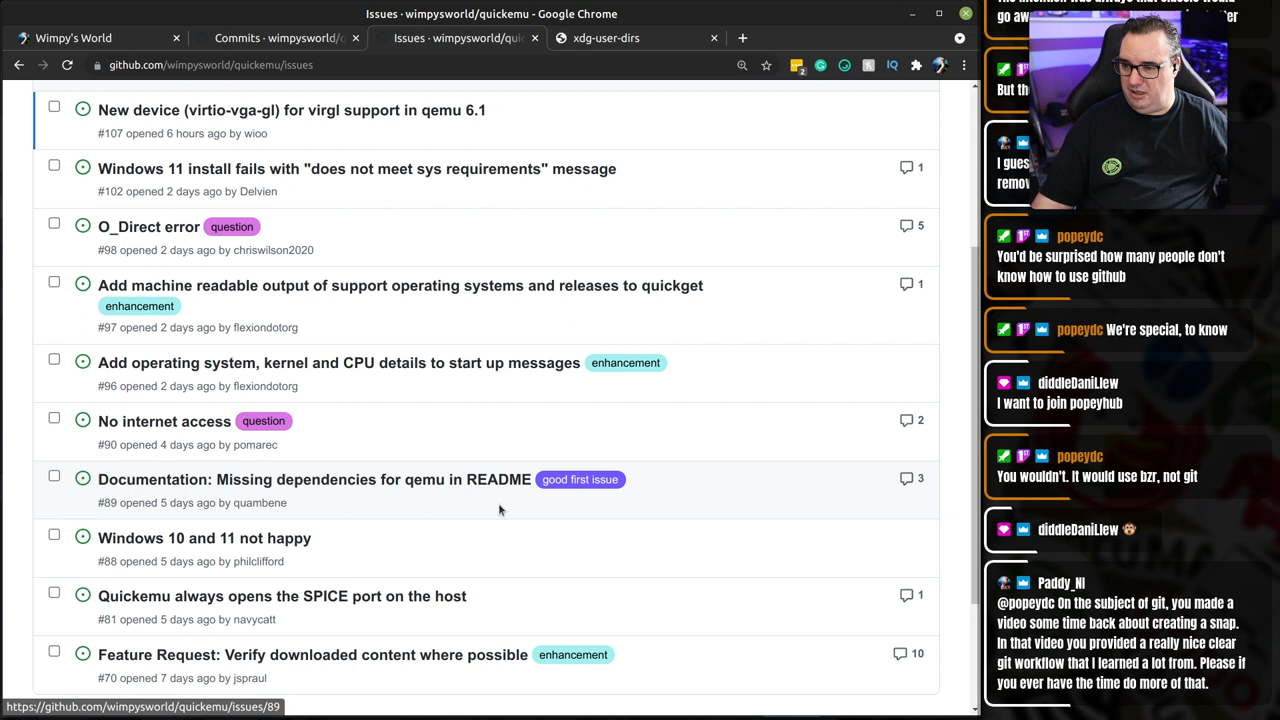 Issues · wimpysworld/quickemu - Google Chrome
Wimpy's World
Commits · wimpysworld/q
Issues · wimpysworld/quic
xdg-user-dirs
github.com/wimpysworld/quickemu/issues
2
IQ
New device (virtio-vga-gl) for virgl support in qemu 6.1
#107 opened 6 hours ago by wioo
Windows 11 install fails with "does not meet sys requirements" message
1
#102 opened 2 days ago by Delvien
O_Direct error question
5
#98 opened 2 days ago by chriswilson2020
Add machine readable output of support operating systems and releases to quickget
1
enhancement
#97 opened 2 days ago by flexiondotorg
Add operating system, kernel and CPU details to start up messages enhancement
#96 opened 2 days ago by flexiondotorg
No internet access question
2
#90 opened 4 days ago by pomarec
Documentation: Missing dependencies for qemu in README good first issue
3
#89 opened 5 days ago by quambene
Windows 10 and 11 not happy
#88 opened 5 days ago by philclifford
Quickemu always opens the SPICE port on the host
1
#81 opened 5 days ago by navycatt
Feature Request: Verify downloaded content where possible enhancement
10
#70 opened 7 days ago by jspraul
https://github.com/wimpysworld/quickemu/issues/89
go aw
But th
I gues
remov
popeydc
You'd be surprised how many people don't
know how to use github
popeydc We're special, to know
diddleDaniLlew
I want to join popeyhub
popeydc
You wouldn't. It would use bzr, not git
diddleDaniLlew
Paddy_NI
@popeydc On the subject of git, you made a
video some time back about creating a snap.
In that video you provided a really nice clear
git workflow that I learned a lot from. Please if
you ever have the time do more of that.